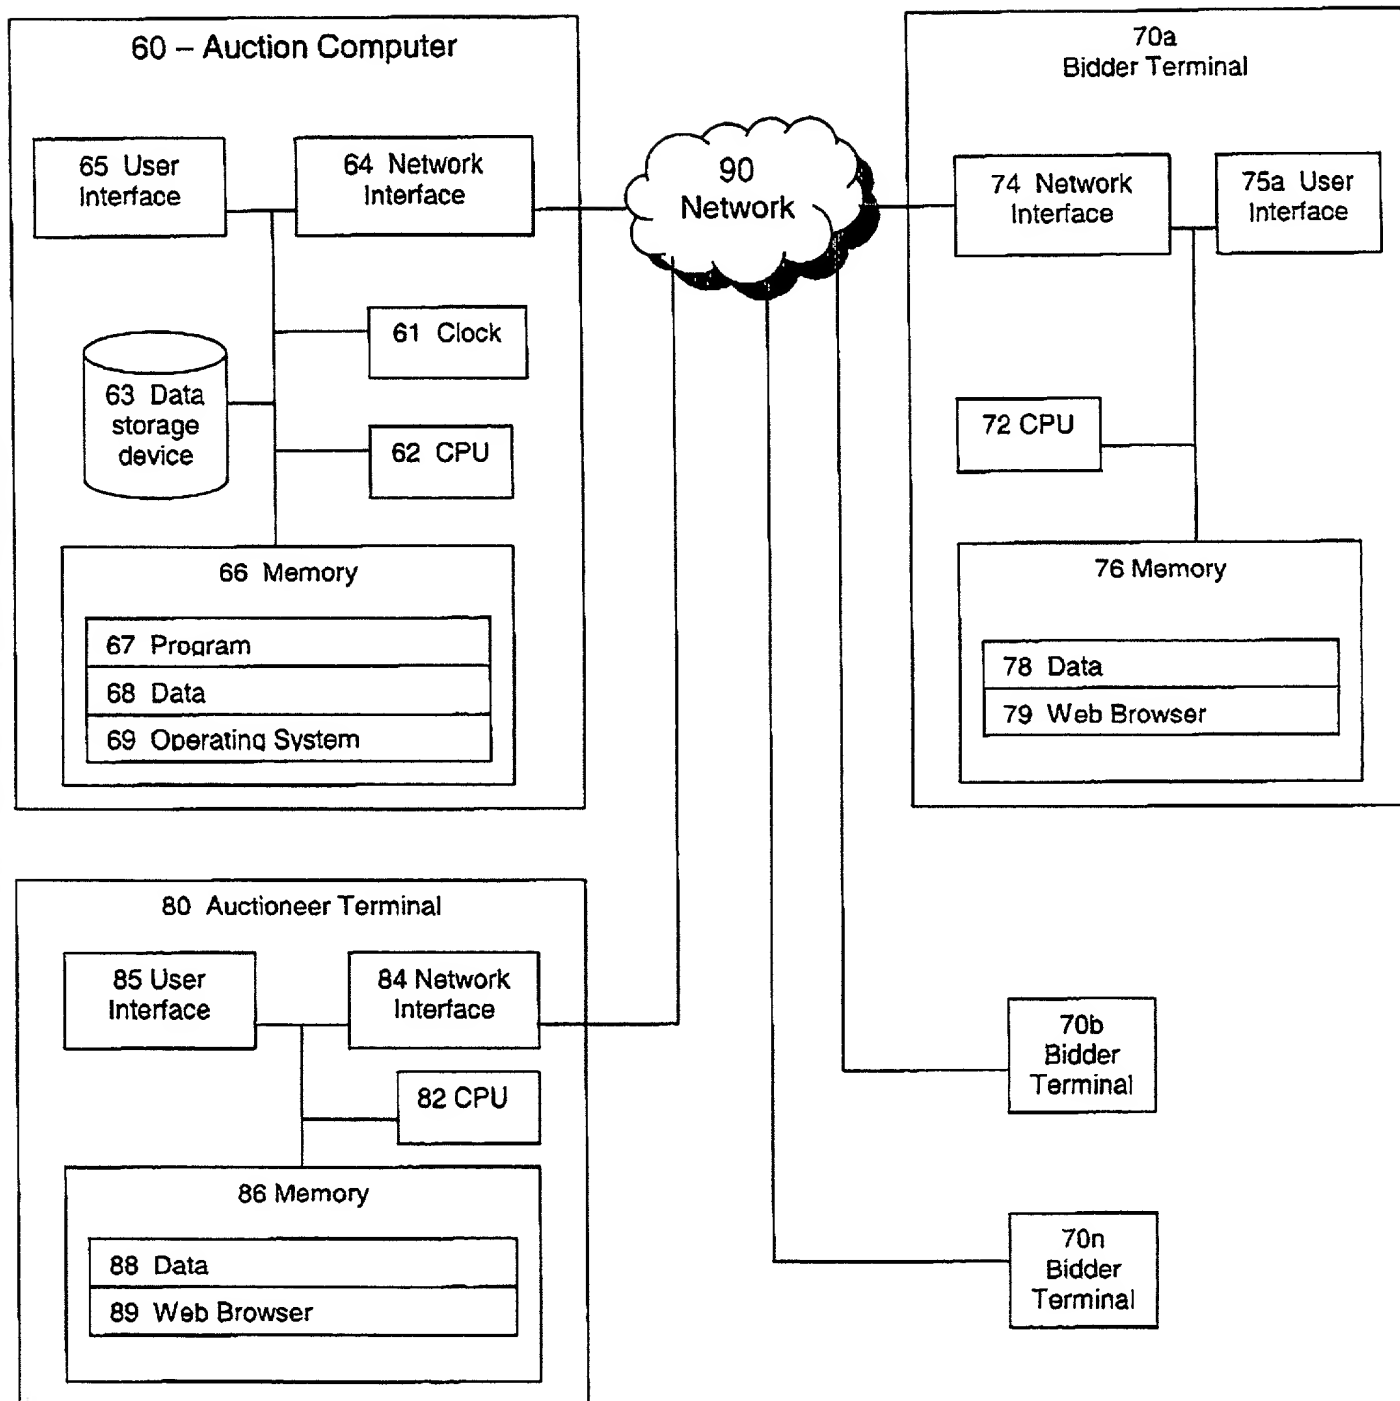 60 – Auction Computer
65 User
Interface
64 Network
Interface
61 Clock
63 Data
storage
device
62 CPU
66 Memory
67 Program
68 Data
69 Operating System
90
Network
70a
Bidder Terminal
74 Network
Interface
75a User
Interface
72 CPU
76 Memory
78 Data
79 Web Browser
80 Auctioneer Terminal
85 User
Interface
84 Network
Interface
82 CPU
86 Memory
88 Data
89 Web Browser
70b
Bidder
Terminal
70n
Bidder
Terminal